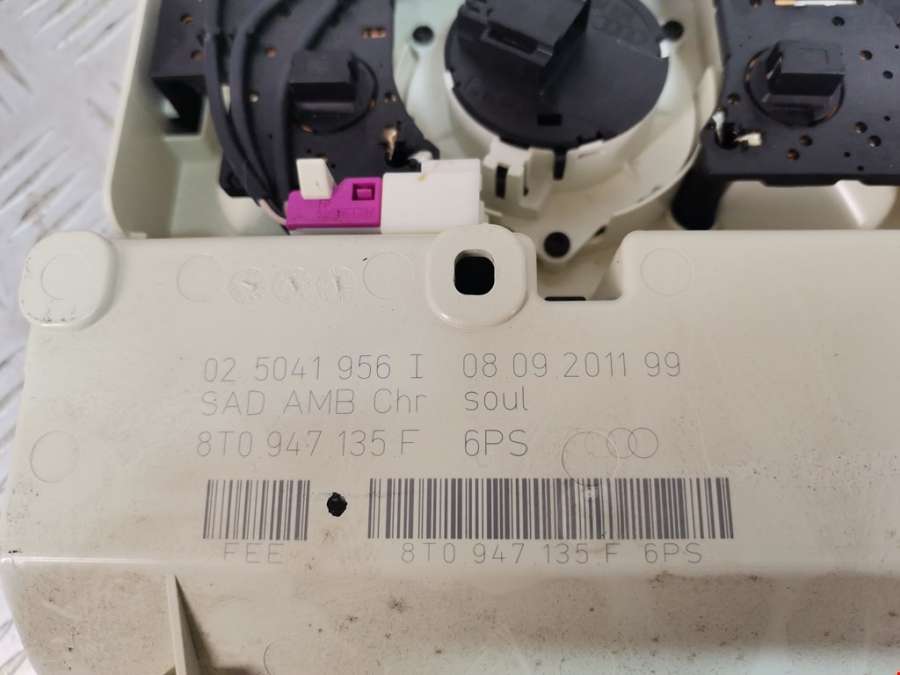 02 5041 956 I 08 09 2011 99
SAD AMB Chr soul
8T0 947 135 F 6PS
FEE 8T0 947 135 F 6PS